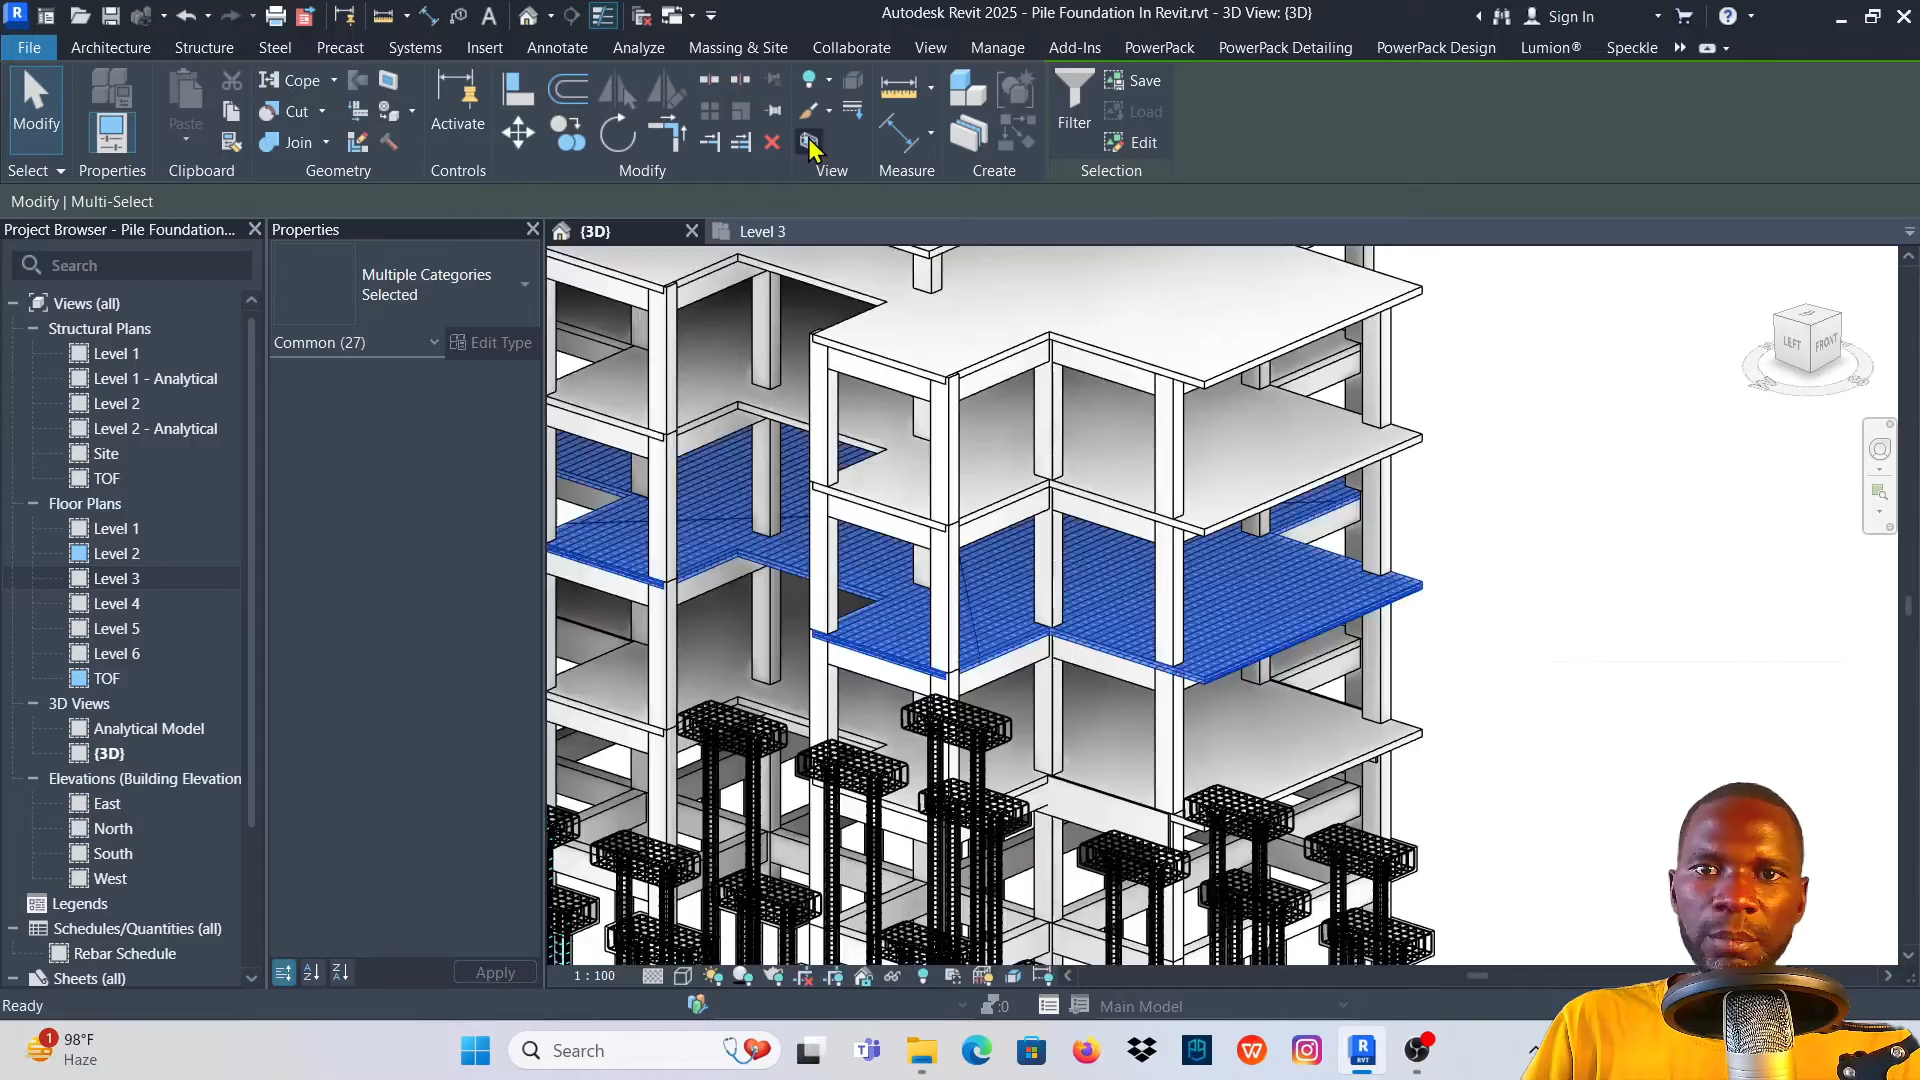 Autodesk Revit 2025 - Pile Foundation In Revit.rvt - 3D View: {3D}
Sign In
File
Architecture
Structure
Steel
Precast
Systems
Insert
Annotate
Analyze
Massing & Site
Collaborate
View
Manage
Add-Ins
PowerPack
PowerPack Detailing
PowerPack Design
Lumion®
Speckle
Modify
Paste
Cope
Cut
Join
Activate
Filter
Save
Load
Edit
Select
Properties
Clipboard
Geometry
Controls
Modify
View
Measure
Create
Selection
Modify | Multi-Select
Project Browser - Pile Foundation...
Search
Views (all)
Structural Plans
Level 1
Level 1 - Analytical
Level 2
Level 2 - Analytical
Site
TOF
Floor Plans
Level 1
Level 2
Level 3
Level 4
Level 5
Level 6
TOF
3D Views
Analytical Model
{3D}
Elevations (Building Elevation
East
North
South
West
Legends
Schedules/Quantities (all)
Rebar Schedule
Sheets (all)
Properties
Multiple Categories
Selected
Common (27)
Edit Type
Apply
{3D}
Level 3
LEFT
FRONT
1 : 100
Ready
:0
Main Model
1
98°F
Haze
Search
R
RVT